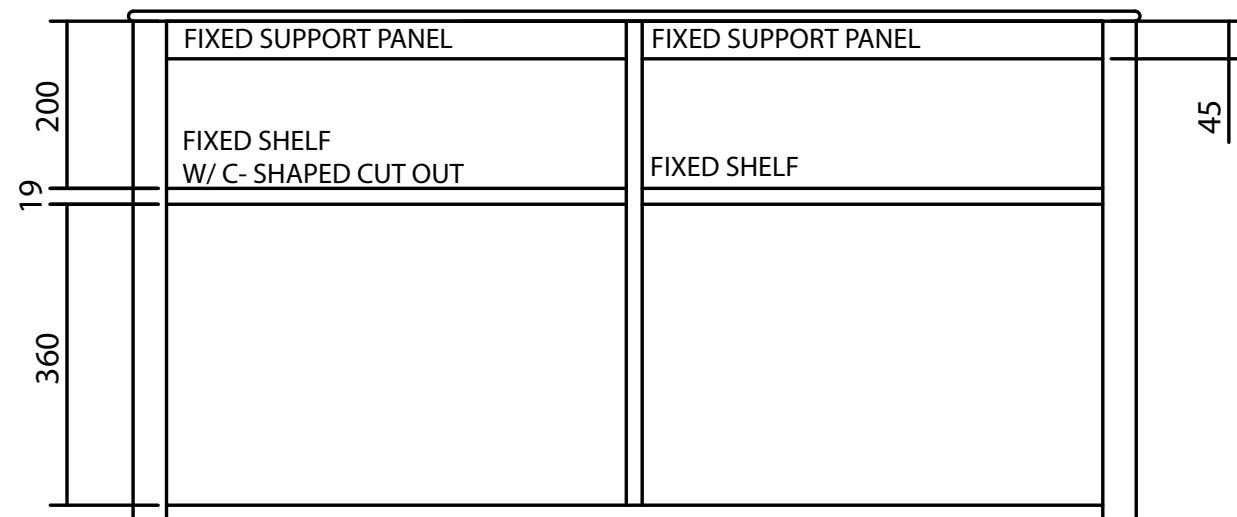 FIXED SUPPORT PANEL
FIXED SUPPORT PANEL
200
45
FIXED SHELF
W/ C- SHAPED CUT OUT
FIXED SHELF
19
360